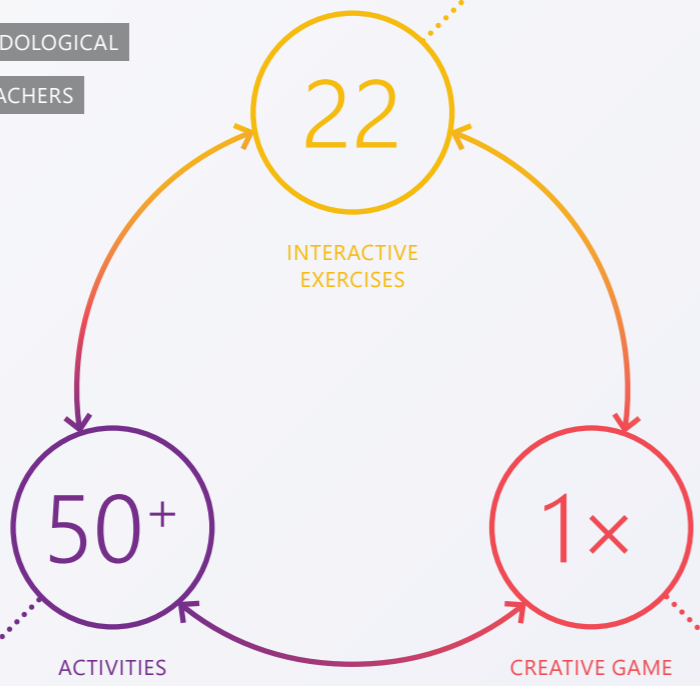 DOLOGICAL
ACHERS
22
INTERACTIVE
EXERCISES
50+
1×
ACTIVITIES
CREATIVE GAME